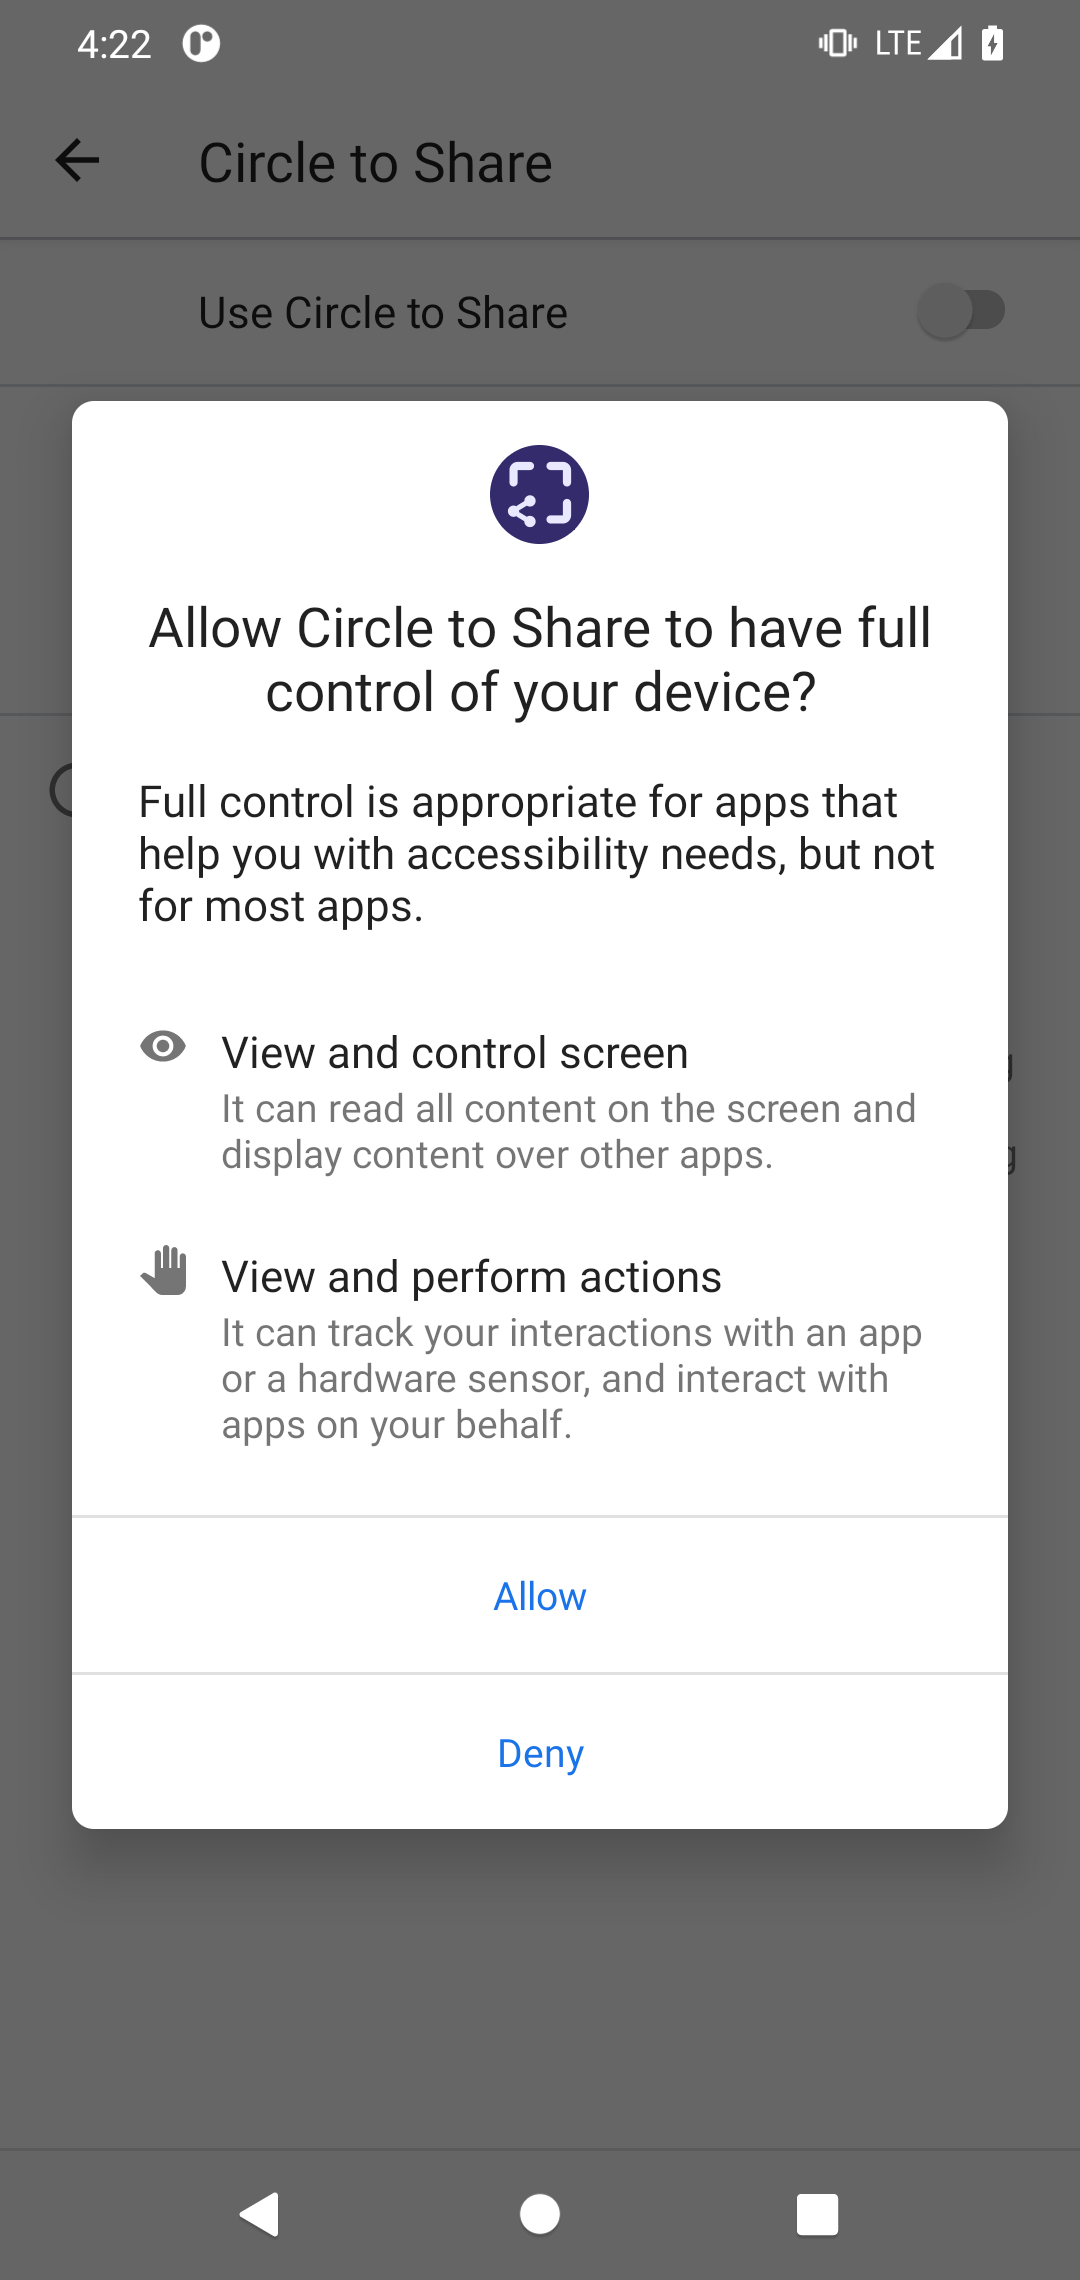 4:22
LTE
Circle to Share
Use Circle to Share
Allow Circle to Share to have full
control of your device?
Full control is appropriate for apps that
help you with accessibility needs, but not
for most apps.
View and control screen
It can read all content on the screen and
display content over other apps.
View and perform actions
It can track your interactions with an app
or a hardware sensor, and interact with
apps on your behalf.
Allow
Deny